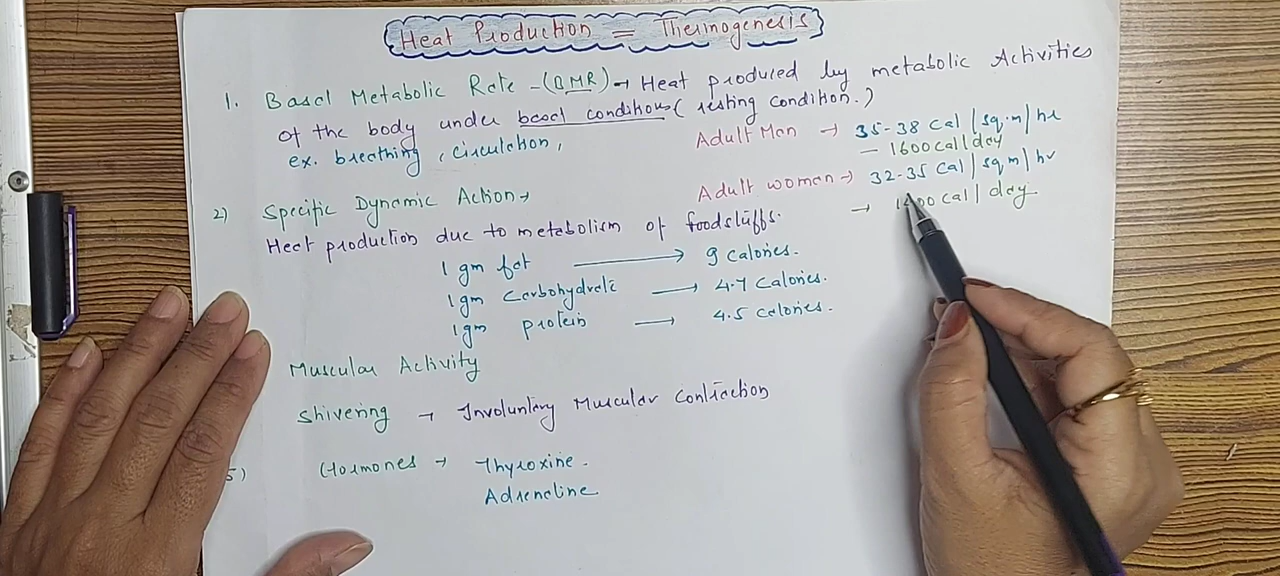 Heat Production = Thermogenesis
1. Basal Metabolic Rate - (BMR) → Heat produced by metabolic Activities
of the body under basal conditions (resting condition.)
ex. breathing, circulation,
Adult Man → 35-38 cal / sq.m / hr
— 1600 cal / day
Adult women → 32-35 cal / sq m / hr
→ cal / day
2) Specific Dynamic Action →
Heat production due to metabolism of foodstuffs.
1 gm fat → 9 calories.
1 gm Carbohydrate → Calories.
1 gm protein → 4.5 calories.
Muscular Activity
Shivering → Involuntary Muscular Contraction
5) Hormones → Thyroxine.
Adrenaline